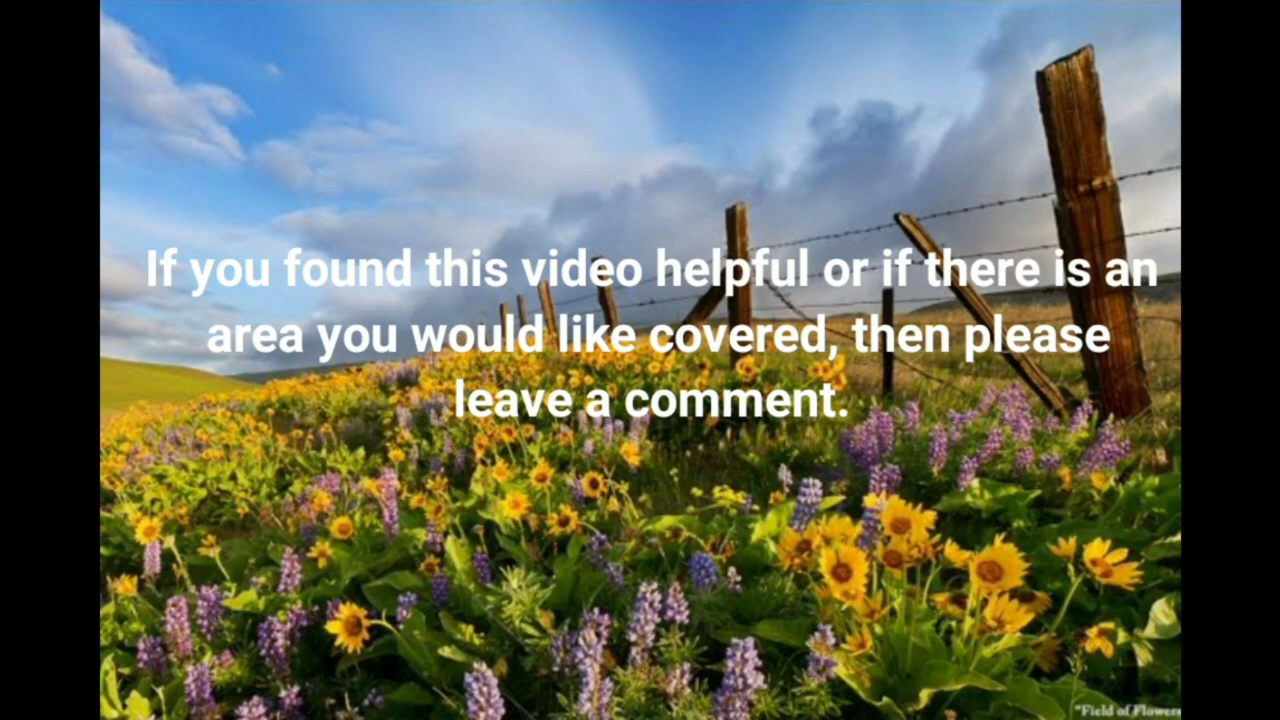 If you found this video helpful or if there is an
area you would like covered, then please
leave a comment.
"Field of Flowers